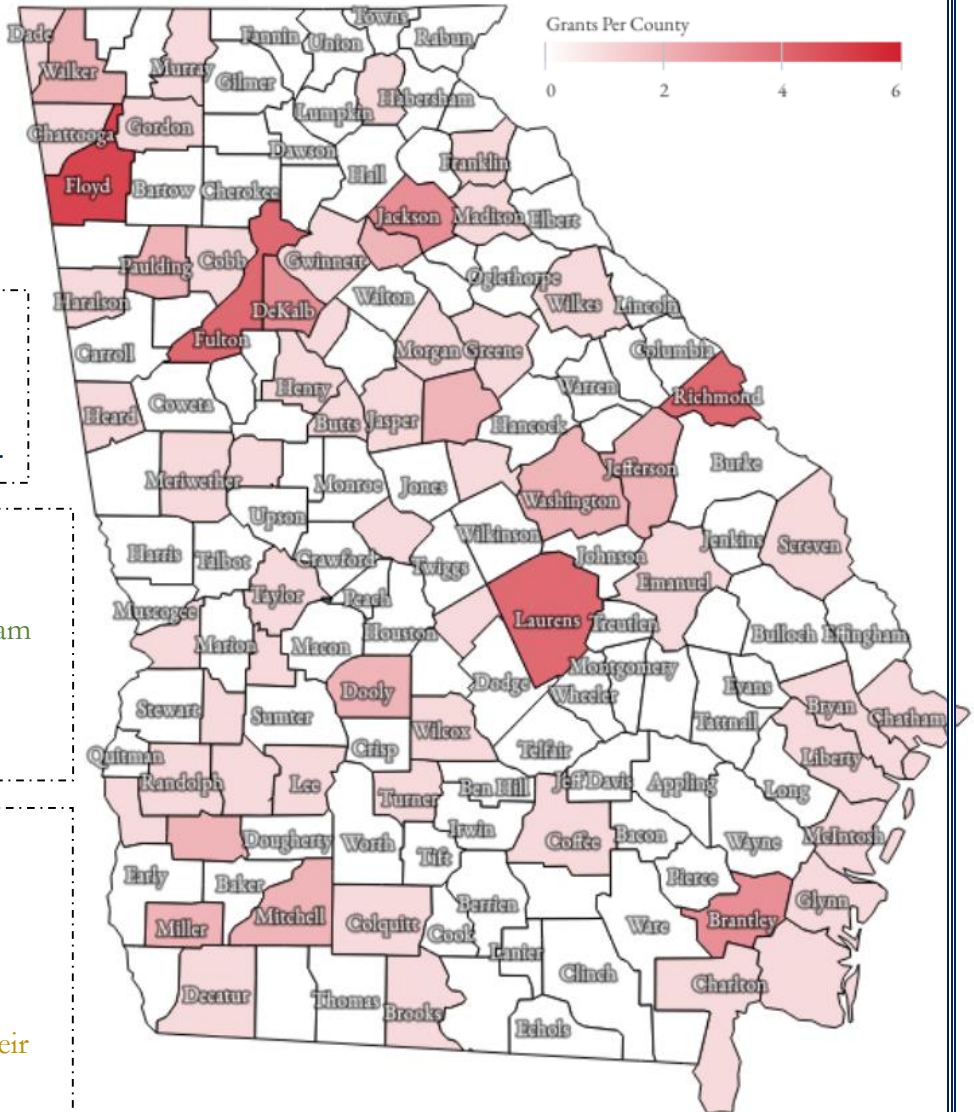 Grants Per County
0 2 4 6
Towns
Dade Fannin Union Rabun
Walker Murray Gilmer
Lumpkin Habersham
Chattooga Gordon
Dawson Franklin
Hall
Floyd Bartow Cherokee
Jackson Madison Elbert
Paulding Cobb Gwinnett
Oglethorpe
Haralson Walton Wilkes Lincoln
DeKalb
Carroll Fulton Morgan Greene Columbia
Heard Coweta Henry Warren Richmond
Butts Jasper Hancock
Meriwether Monroe Jones Jefferson Burke
Washington
Upson
Wilkinson
Harris Talbot Crawford Twiggs Johnson Jenkins Screven
Taylor Peach Emanuel
Muscogee
Marion Macon Houston Laurens Treutlen Bulloch Effingham
am
Dooly Dodge Montgomery
Stewart Sumter Wheeler Evans Bryan Chatham
Wilcox Tattnall
Quitman Crisp Telfair Liberty
Randolph Lee Turner Ben Hill Jeff Davis Appling Long
Dougherty Worth Irwin Coffee Bacon Wayne McIntosh
Tift
Early Baker Pierce
Miller Mitchell Colquitt Berrien Ware Brantley Glynn
Cook
Lanier
Decatur Thomas Brooks Clinch Charlton
Echols
eir